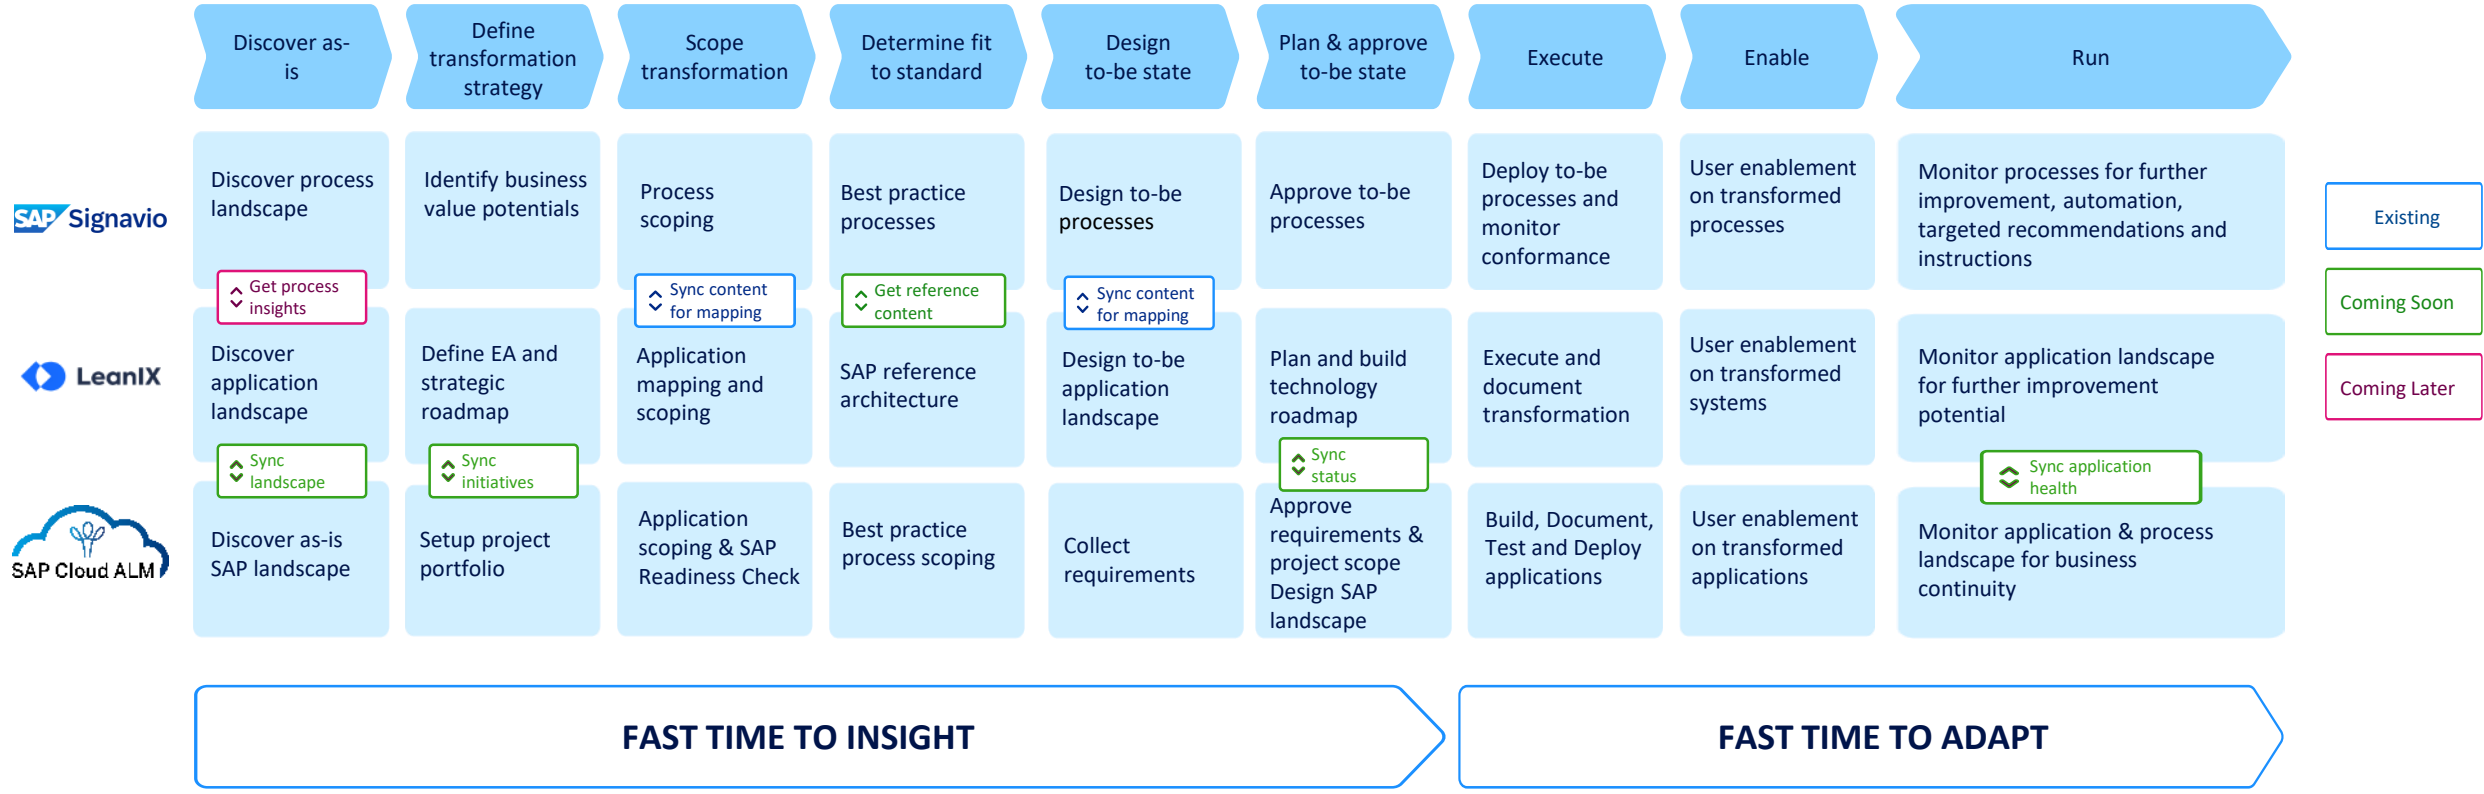 Discover as-
is
Define
transformation
strategy
Scope
transformation
Determine fit
to standard
Design
to-be state
Plan & approve
to-be state
Execute
Enable
Run
SAP Signavio
Discover process
landscape
Identify business
value potentials
Process
scoping
Best practice
processes
Design to-be
processes
Approve to-be
processes
Deploy to-be
processes and
monitor
conformance
User enablement
on transformed
processes
Monitor processes for further
improvement, automation,
targeted recommendations and
instructions
Existing
Coming Soon
Coming Later
Get process
insights
Sync content
for mapping
Get reference
content
Sync content
for mapping
LeanIX
Discover
application
landscape
Define EA and
strategic
roadmap
Application
mapping and
scoping
SAP reference
architecture
Design to-be
application
landscape
Plan and build
technology
roadmap
Execute and
document
transformation
User enablement
on transformed
systems
Monitor application landscape
for further improvement
potential
Sync
landscape
Sync
initiatives
Sync
status
Sync application
health
SAP Cloud ALM
Discover as-is
SAP landscape
Setup project
portfolio
Application
scoping & SAP
Readiness Check
Best practice
process scoping
Collect
requirements
Approve
requirements &
project scope
Design SAP
landscape
Build, Document,
Test and Deploy
applications
User enablement
on transformed
applications
Monitor application & process
landscape for business
continuity
FAST TIME TO INSIGHT
FAST TIME TO ADAPT